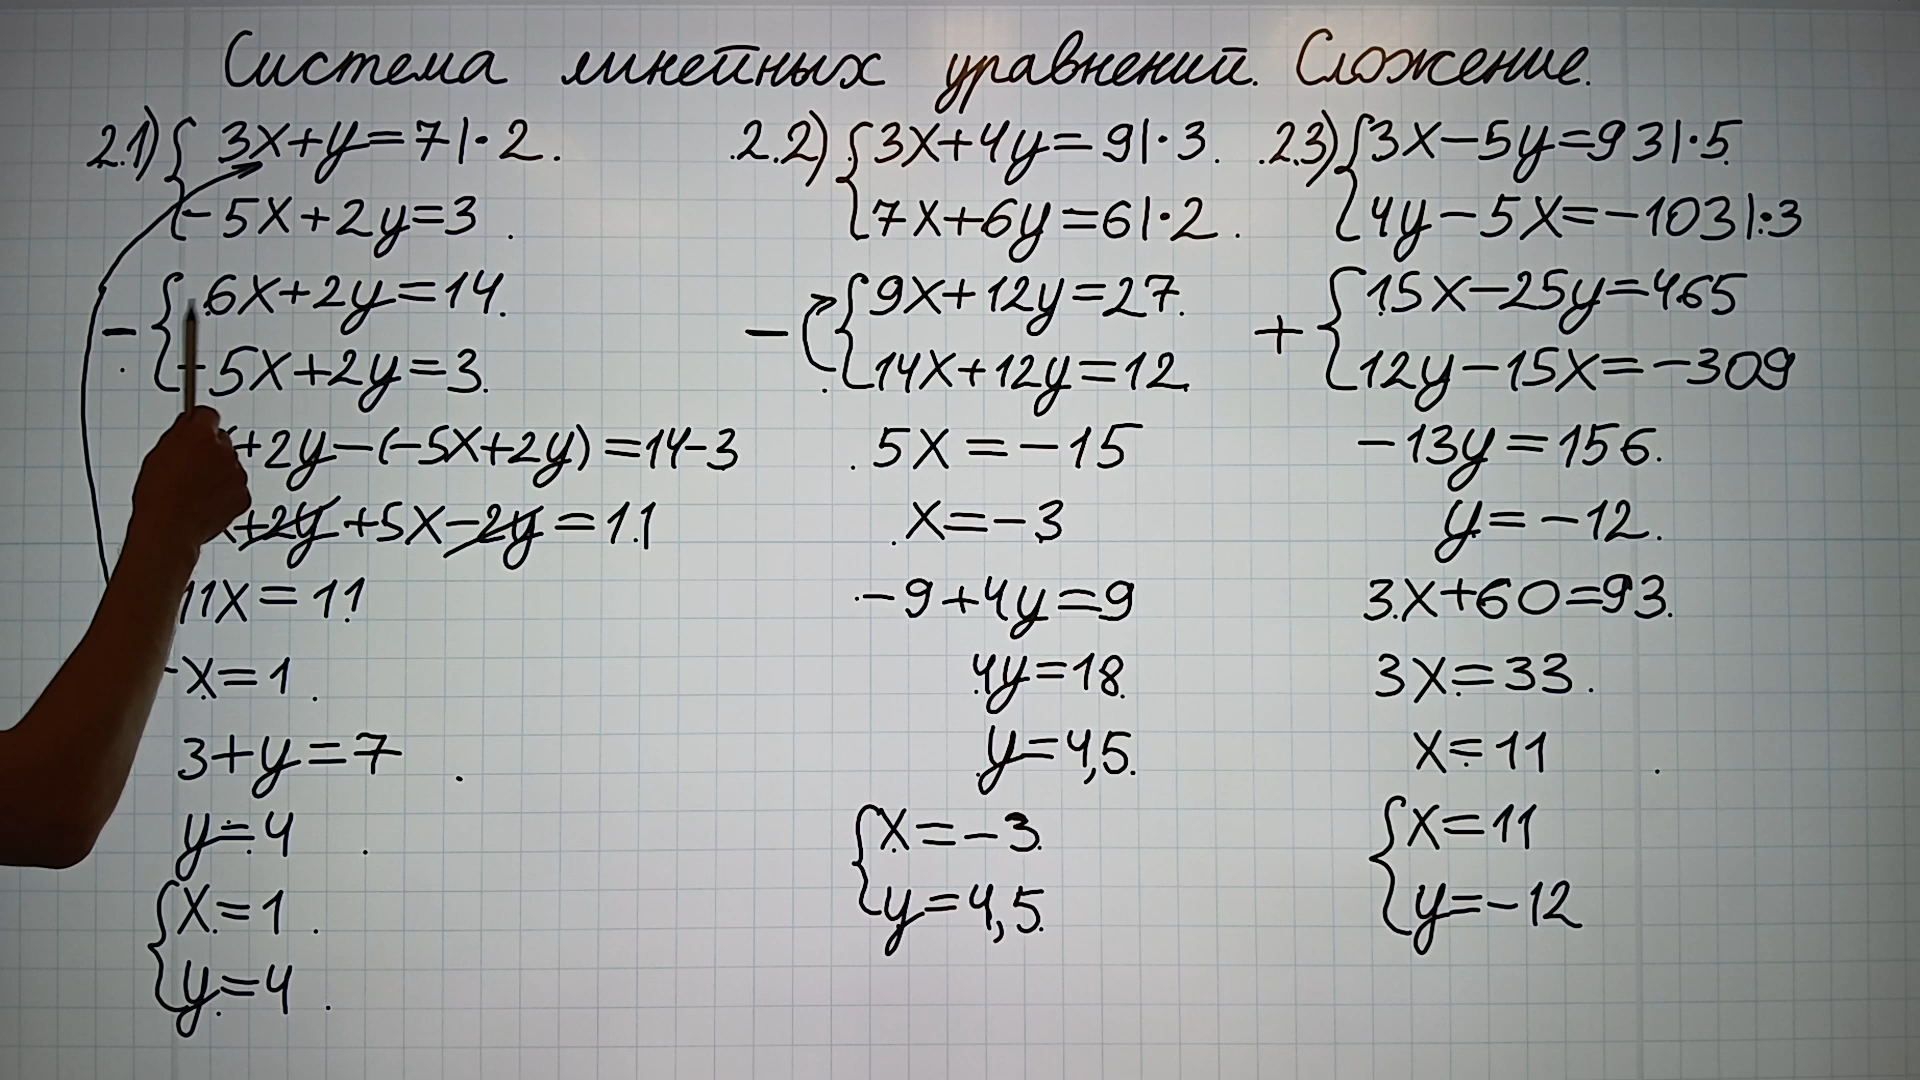 Система линейных уравнений. Сложение.
2.1) { 3x+y=7|·2
-5x+2y=3
- { 6x+2y=14
-5x+2y=3
+2y-(-5x+2y)=14-3
x+2y+5x-2y=11
11x=11
x=1
3+y=7
y=4
{ x=1
y=4
2.2) { 3x+4y=9|·3
7x+6y=6|·2
- { 9x+12y=27
14x+12y=12
5x=-15
x=-3
-9+4y=9
4y=18
y=4,5
{ x=-3
y=4,5
2.3) { 3x-5y=93|·5
4y-5x=-103|·3
+ { 15x-25y=465
12y-15x=-309
-13y=156
y=-12
3x+60=93
3x=33
x=11
{ x=11
y=-12